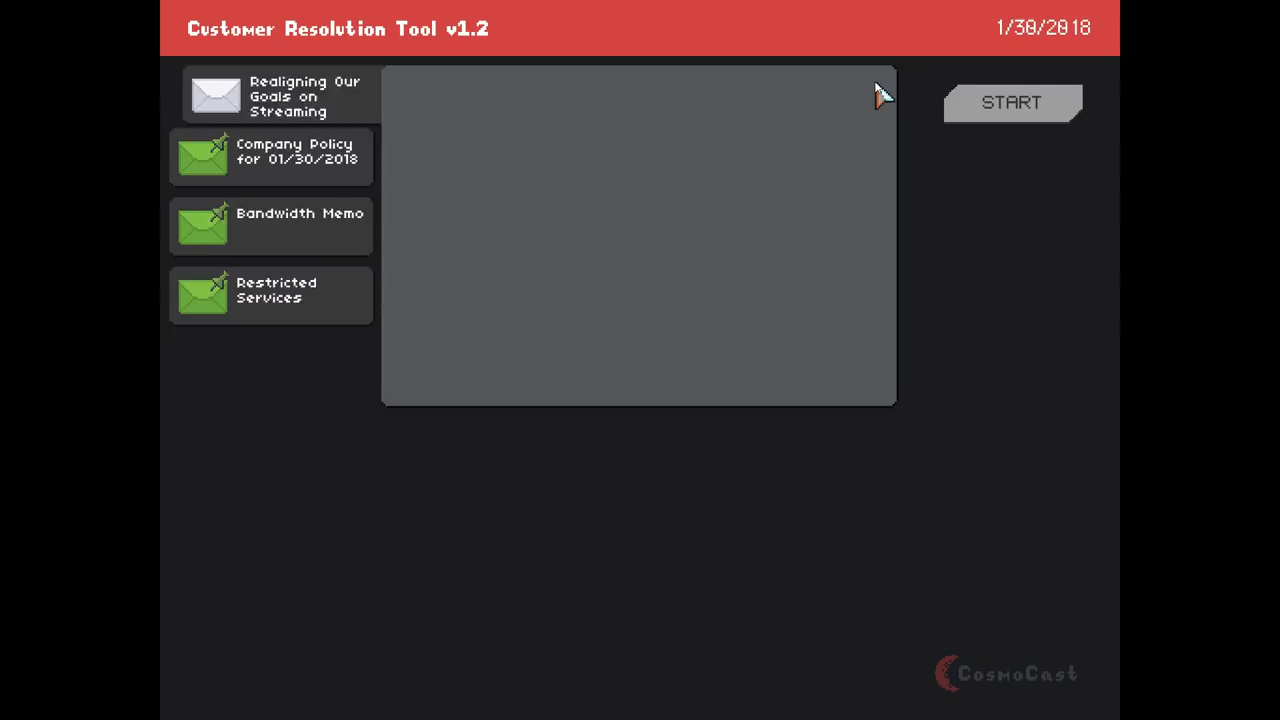 Customer Resolution Tool v1.2
1/30/2018
Realigning Our
Goals on
Streaming
START
Company Policy
for 01/30/2018
Bandwidth Memo
Restricted
Services
CosmoCast